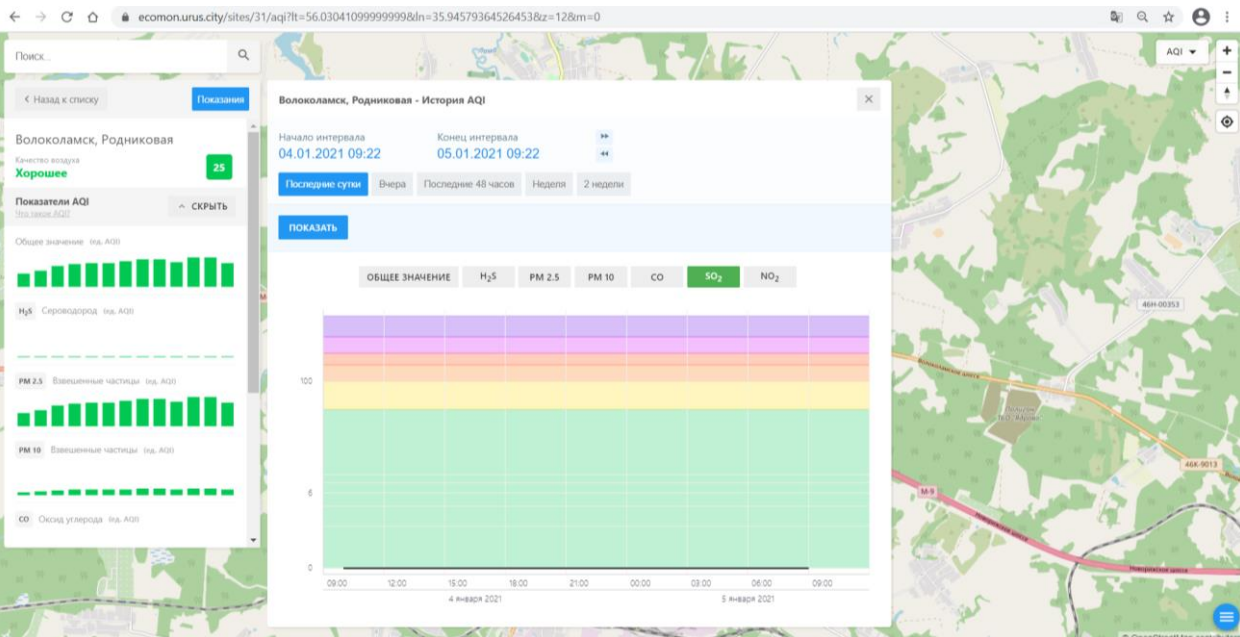 ecomon.urus.city/sites/31/aqi?lt=56.03041099999999&ln=35.94579364526453&z=12&m=0
Поиск...
AQI
Назад к списку
Показания
Волоколамск, Родниковая - История AQI
Волоколамск, Родниковая
Качество воздуха
Хорошее
25
Показатели AQI
Что такое AQI?
СКРЫТЬ
Общее значение (ед. AQI)
H₂S Сероводород (ед. AQI)
PM 2.5 Взвешенные частицы (ед. AQI)
PM 10 Взвешенные частицы (ед. AQI)
CO Оксид углерода (ед. AQI)
Начало интервала
Конец интервала
04.01.2021 09:22
05.01.2021 09:22
Последние сутки
Вчера
Последние 48 часов
Неделя
2 недели
ПОКАЗАТЬ
ОБЩЕЕ ЗНАЧЕНИЕ
H₂S
PM 2.5
PM 10
CO
SO₂
NO₂
100
6
0
09:00
12:00
15:00
18:00
21:00
00:00
03:00
06:00
09:00
4 января 2021
5 января 2021
46Н-00353
Волоколамское шоссе
46К-9013
М-9
Новорижское шоссе
Новорижское шоссе